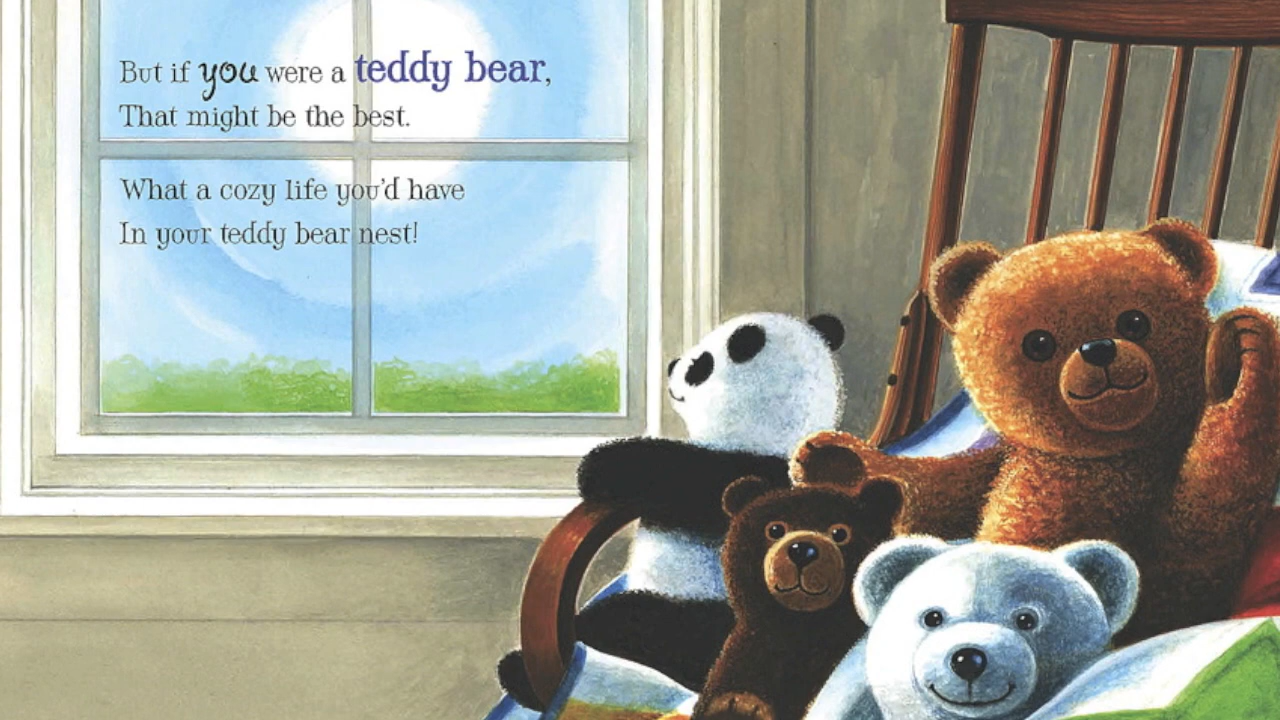 But if you were a teddy bear,
That might be the best.
What a cozy life you'd have
In your teddy bear nest!